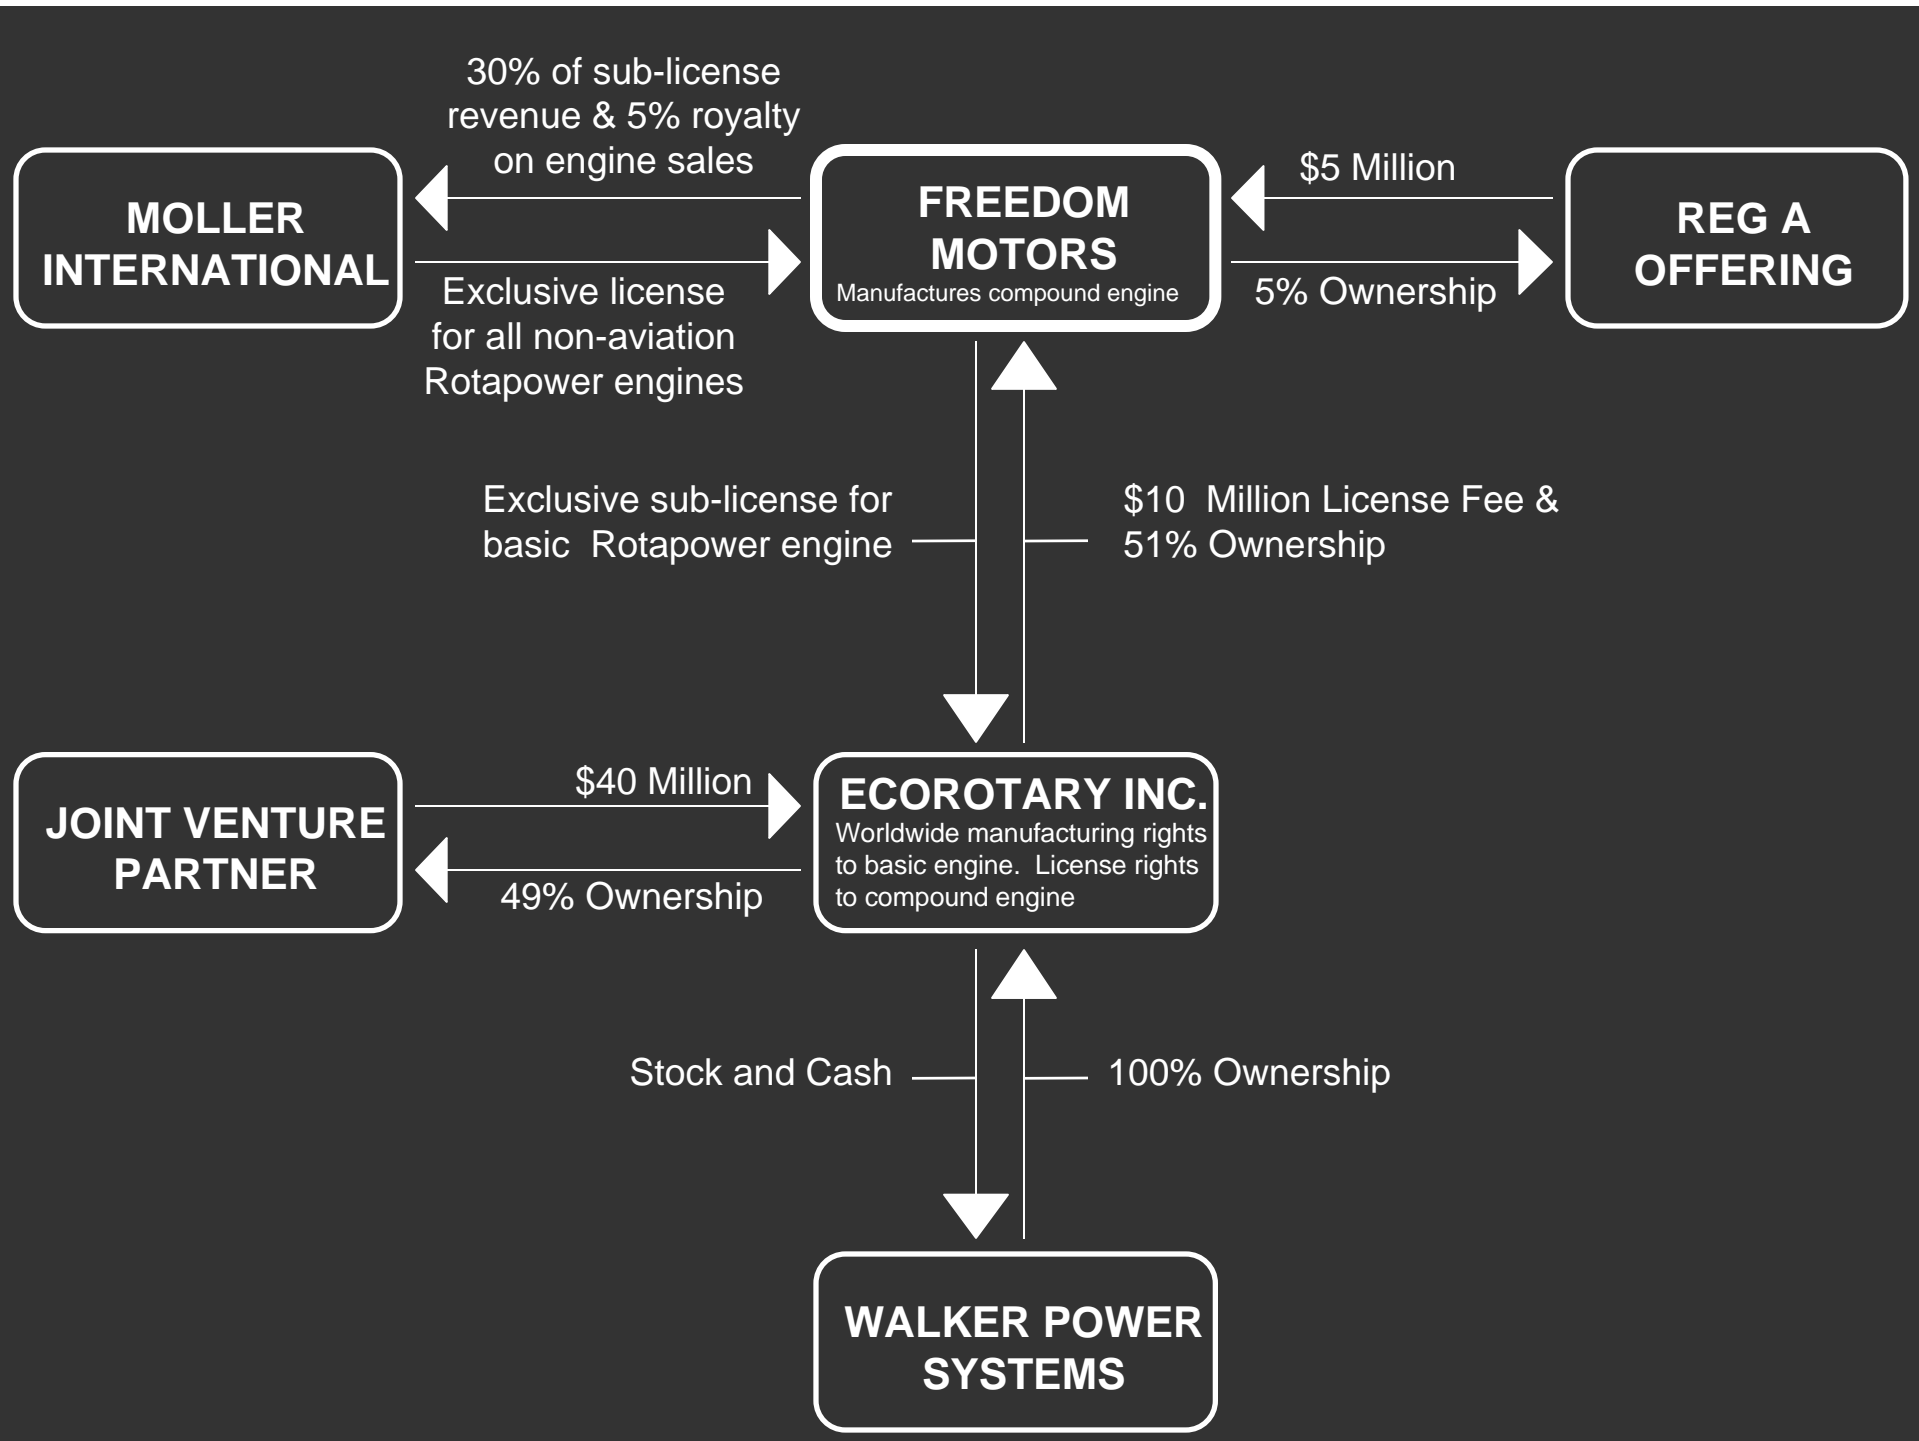 30% of sub-license
revenue & 5% royalty
on engine sales
MOLLER
INTERNATIONAL
Exclusive license
for all non-aviation
Rotapower engines
FREEDOM
MOTORS
Manufactures compound engine
$5 Million
5% Ownership
REG A
OFFERING
Exclusive sub-license for
basic  Rotapower engine
$10  Million License Fee &
51% Ownership
JOINT VENTURE
PARTNER
$40 Million
49% Ownership
ECOROTARY INC.
Worldwide manufacturing rights
to basic engine.  License rights
to compound engine
Stock and Cash
100% Ownership
WALKER POWER
SYSTEMS